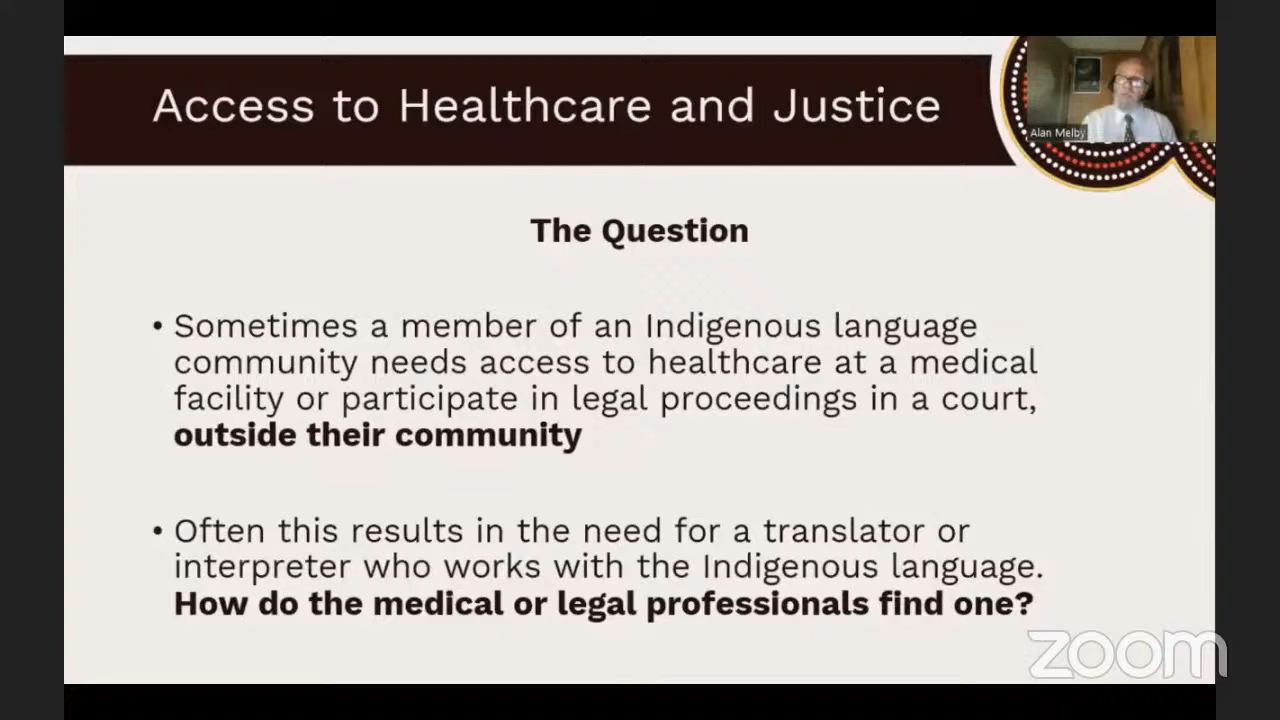 Access to Healthcare and Justice
Alan Melby
The Question
• Sometimes a member of an Indigenous language
community needs access to healthcare at a medical
facility or participate in legal proceedings in a court,
outside their community
• Often this results in the need for a translator or
interpreter who works with the Indigenous language.
How do the medical or legal professionals find one?
zoom